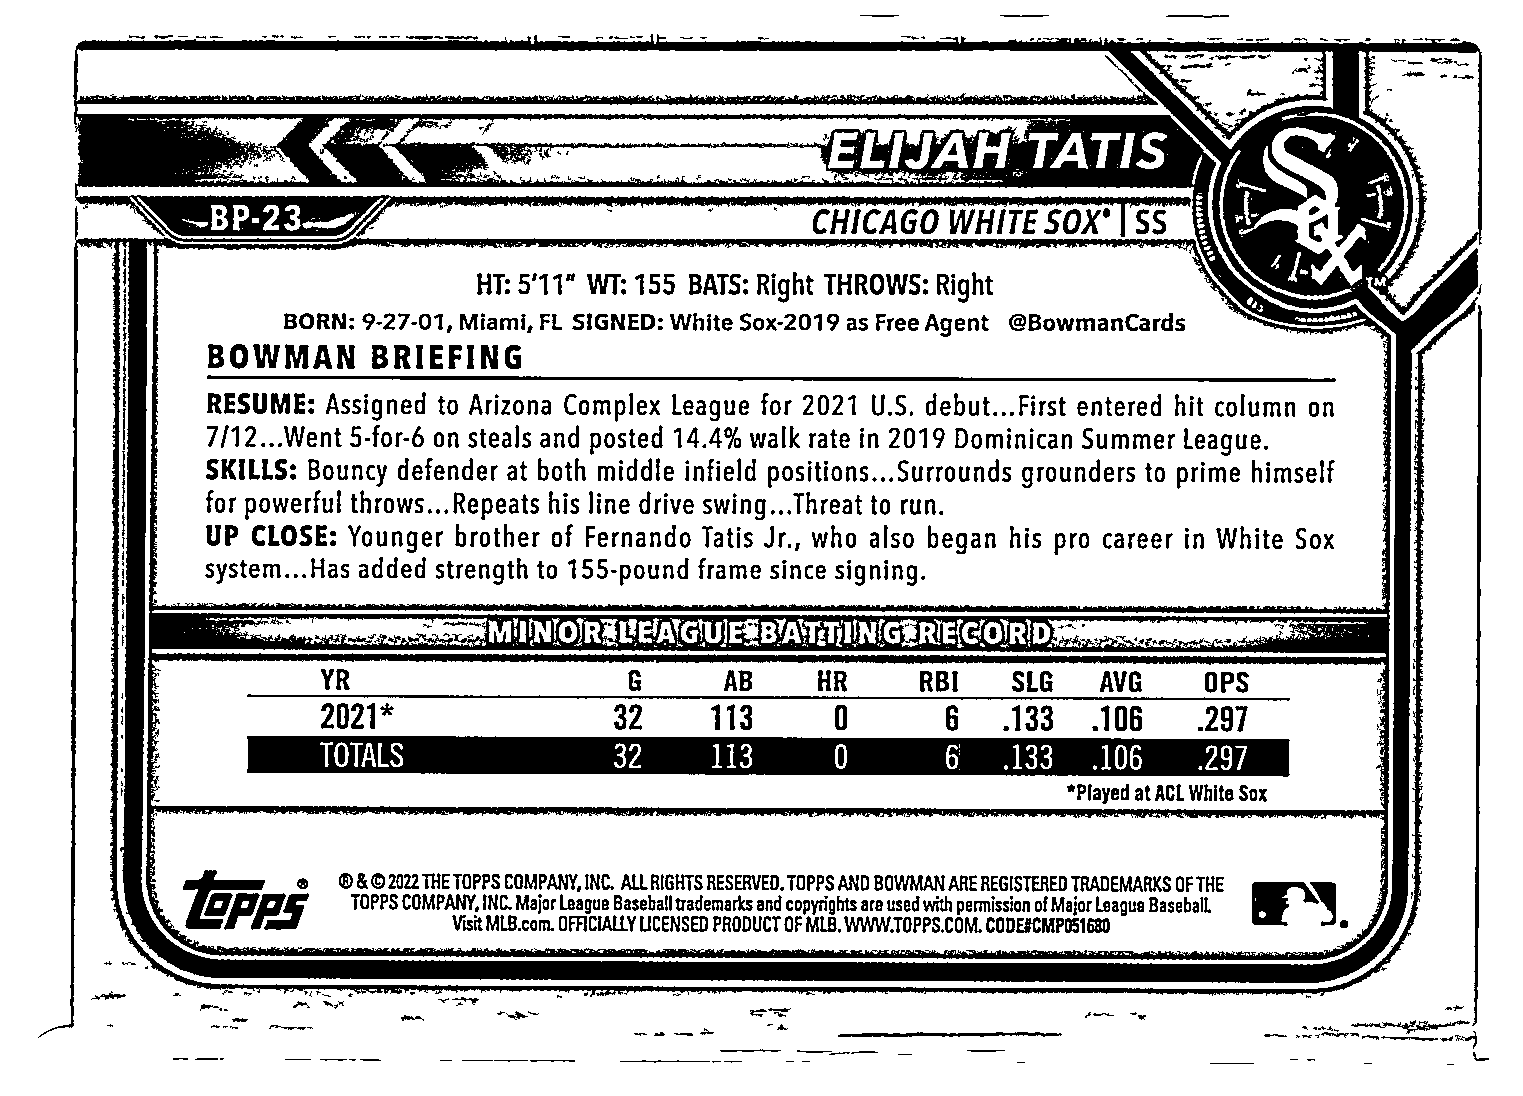 ELIJAH TATIS
BP-23
CHICAGO WHITE SOX® | SS
HT: 5'11" WT: 155 BATS: Right THROWS: Right
BORN: 9-27-01, Miami, FL SIGNED: White Sox-2019 as Free Agent @BowmanCards
BOWMAN BRIEFING
RESUME: Assigned to Arizona Complex League for 2021 U.S. debut...First entered hit column on
7/12...Went 5-for-6 on steals and posted 14.4% walk rate in 2019 Dominican Summer League.
SKILLS: Bouncy defender at both middle infield positions...Surrounds grounders to prime himself
for powerful throws...Repeats his line drive swing...Threat to run.
UP CLOSE: Younger brother of Fernando Tatis Jr., who also began his pro career in White Sox
system...Has added strength to 155-pound frame since signing.
MINOR LEAGUE BATTING RECORD
YR G AB HR RBI SLG AVG OPS
2021* 32 113 0 6 .133 .106 .297
TOTALS 32 113 0 6 .133 .106 .297
*Played at ACL White Sox
topps®
® & © 2022 THE TOPPS COMPANY, INC. ALL RIGHTS RESERVED. TOPPS AND BOWMAN ARE REGISTERED TRADEMARKS OF THE
TOPPS COMPANY, INC. Major League Baseball trademarks and copyrights are used with permission of Major League Baseball.
Visit MLB.com. OFFICIALLY LICENSED PRODUCT OF MLB. WWW.TOPPS.COM. CODE#CMP051680